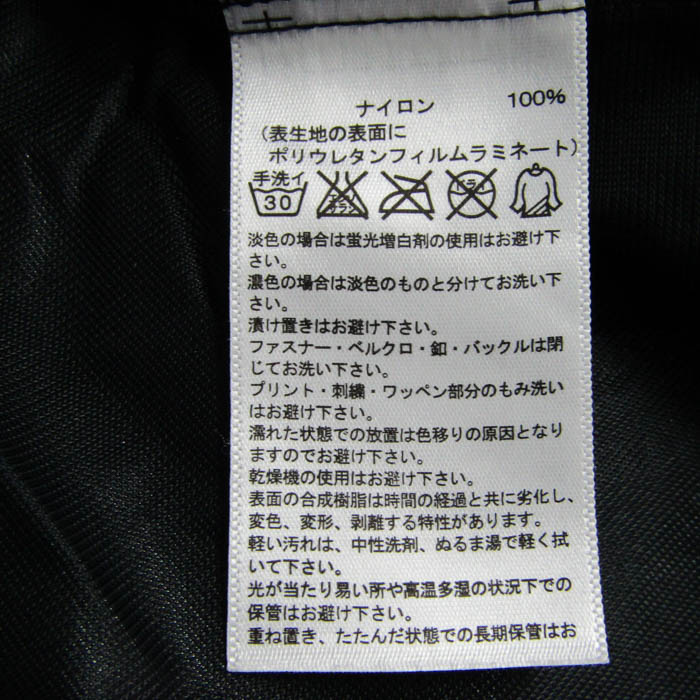 ナイロン 100%
(表生地の表面に
ポリウレタンフィルムラミネート)
手洗イ
30
エンソ
サラシ
ドライ
淡色の場合は蛍光増白剤の使用はお避け下
さい。
濃色の場合は淡色のものと分けてお洗い下
さい。
漬け置きはお避け下さい。
ファスナー・ベルクロ・釦・バックルは閉
じてお洗い下さい。
プリント・刺繍・ワッペン部分のもみ洗い
はお避け下さい。
濡れた状態での放置は色移りの原因となり
ますのでお避け下さい。
乾燥機の使用はお避け下さい。
表面の合成樹脂は時間の経過と共に劣化し、
変色、変形、剥離する特性があります。
軽い汚れは、中性洗剤、ぬるま湯で軽く拭
いて下さい。
光が当たり易い所や高温多湿の状況下での
保管はお避け下さい。
重ね置き、たたんだ状態での長期保管はお